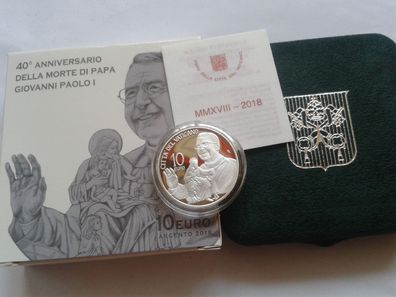 40° ANNIVERSARIO
DELLA MORTE DI PAPA
GIOVANNI PAOLO I
10 EURO
ARGENTO 2018
MMXVIII - 2018
CITTÀ DEL VATICANO
10